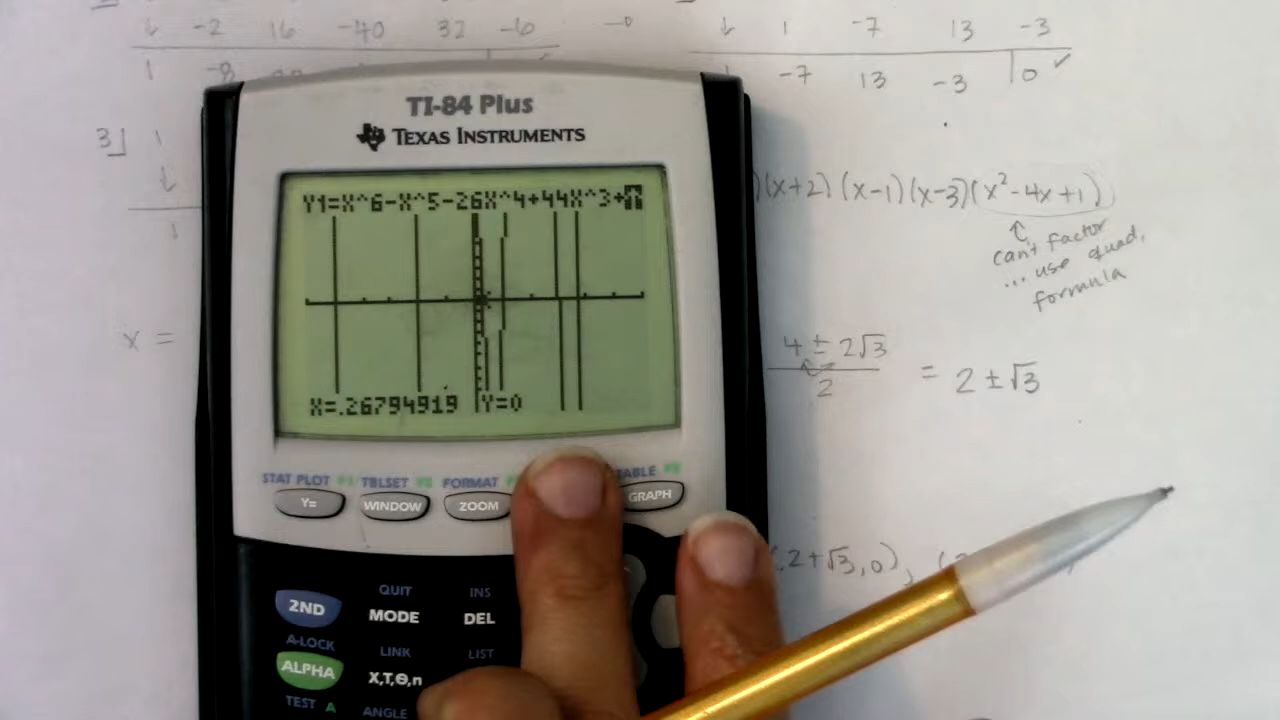 ↓ -2 16 -40 32 -6 -0
1 -8
↓ 1 -7 13 -3
-7 13 -3 0 ✓
3] 1
↓
1
)(x+2)(x-1)(x-3)(x²-4x+1)
can't factor
... use quad.
formula
x =
4 ± 2√3
2
= 2 ± √3
2+√3,0), (
TI-84 Plus
TEXAS INSTRUMENTS
Y1=X^6-X^5-26X^4+44X^3+
X=.26794919 Y=0
STAT PLOT F1 TBLSET F2 FORMAT TABLE F5
Y= WINDOW ZOOM GRAPH
QUIT INS
2ND MODE DEL
A-LOCK LINK LIST
ALPHA X,T,Θ,n
TEST A ANGLE